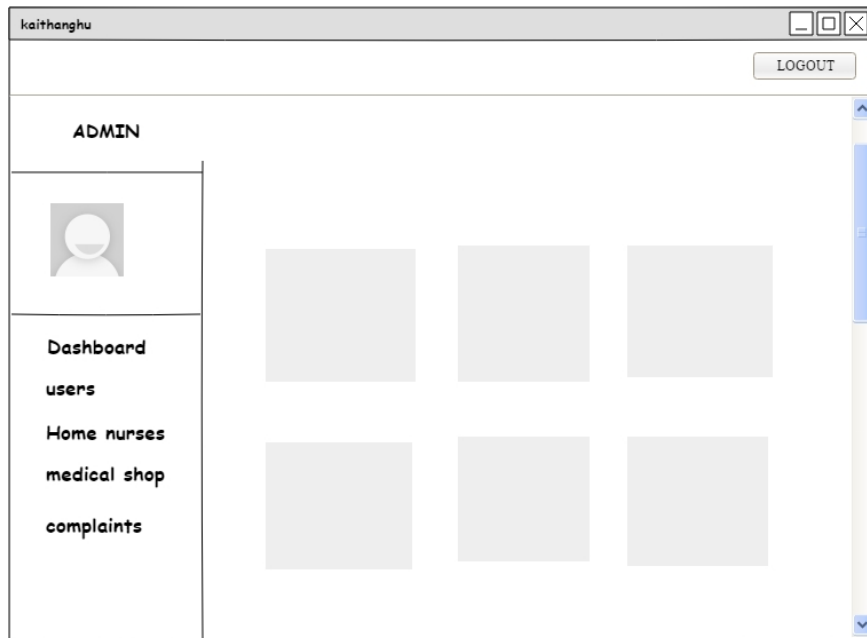 kaithanghu
LOGOUT
ADMIN
Dashboard
users
Home nurses
medical shop
complaints